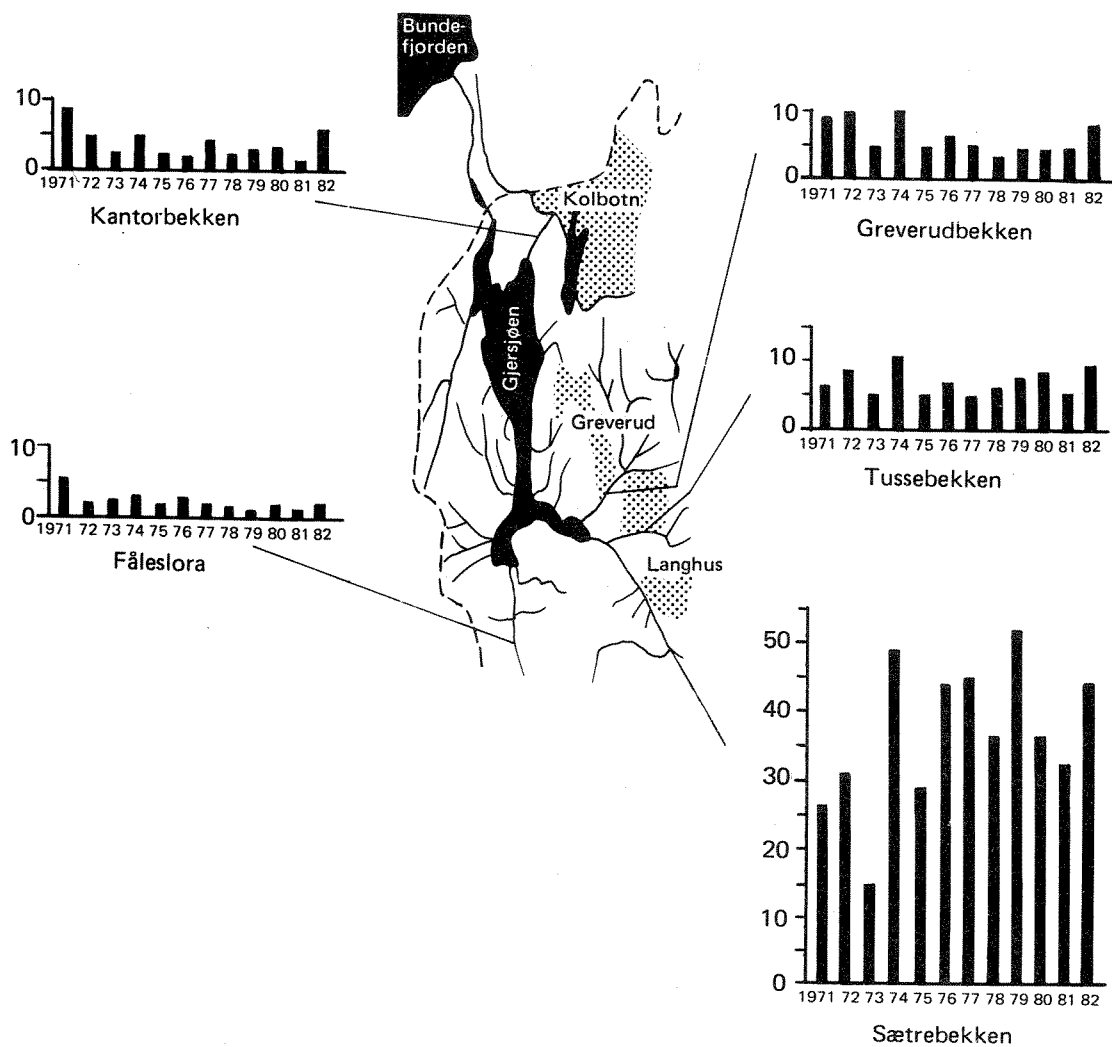 Bunde-
fjorden
10
0
1971 72 73 74 75 76 77 78 79 80 81 82
Kantorbekken
10
0
1971 72 73 74 75 76 77 78 79 80 81 82
Greverudbekken
Kolbotn
Gjersjøen
10
0
1971 72 73 74 75 76 77 78 79 80 81 82
Tussebekken
Greverud
10
0
1971 72 73 74 75 76 77 78 79 80 81 82
Fåleslora
Langhus
50
40
30
20
10
0
1971 72 73 74 75 76 77 78 79 80 81 82
Sætrebekken